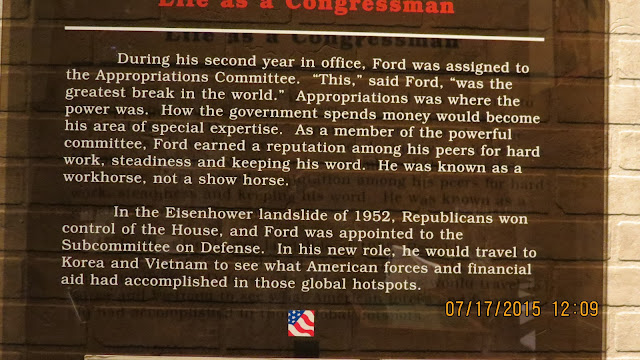 Life as a Congressman
During his second year in office, Ford was assigned to
the Appropriations Committee. "This," said Ford, "was the
greatest break in the world." Appropriations was where the
power was. How the government spends money would become
his area of special expertise. As a member of the powerful
committee, Ford earned a reputation among his peers for hard
work, steadiness and keeping his word. He was known as a
workhorse, not a show horse.
In the Eisenhower landslide of 1952, Republicans won
control of the House, and Ford was appointed to the
Subcommittee on Defense. In his new role, he would travel to
Korea and Vietnam to see what American forces and financial
aid had accomplished in those global hotspots.
07/17/2015 12:09